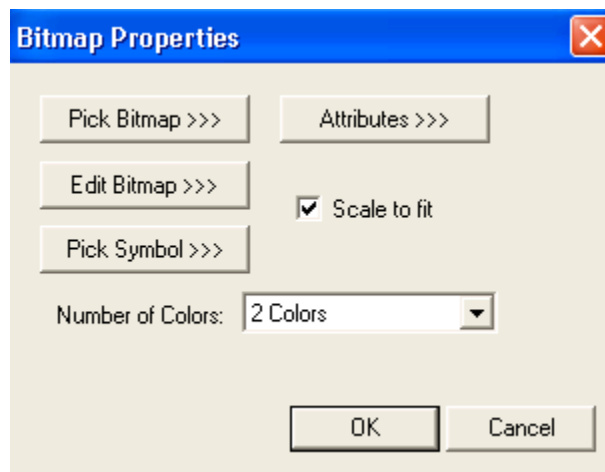 Bitmap Properties
Pick Bitmap >>>
Attributes >>>
Edit Bitmap >>>
Scale to fit
Pick Symbol >>>
Number of Colors:
2 Colors
OK
Cancel